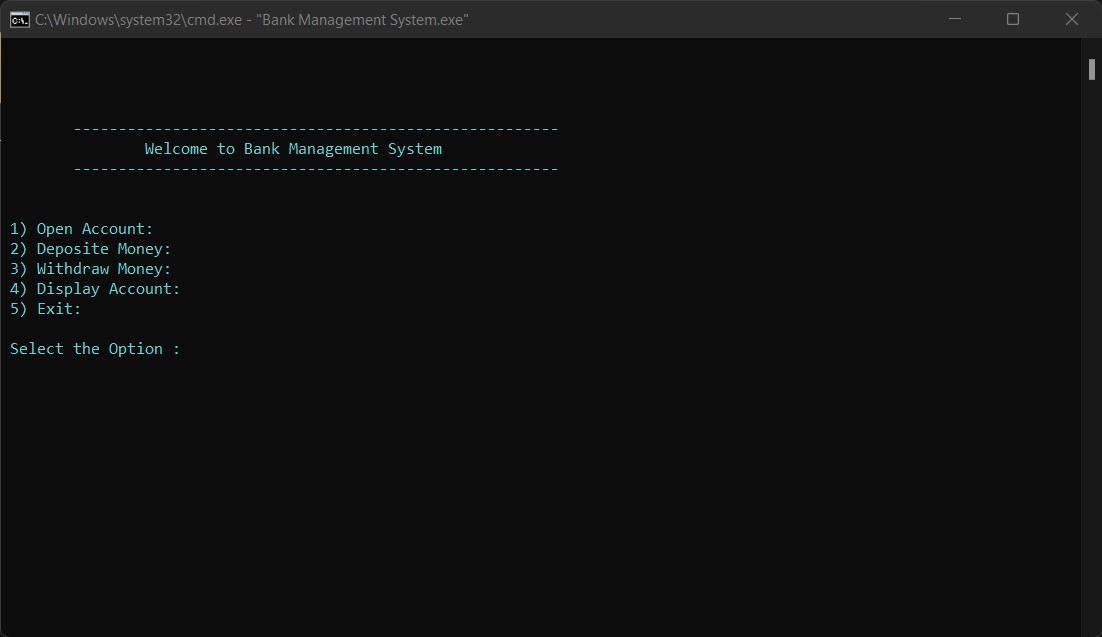 C:\Windows\system32\cmd.exe - "Bank Management System.exe"
------------------------------------------------------
Welcome to Bank Management System
------------------------------------------------------
1) Open Account:
2) Deposite Money:
3) Withdraw Money:
4) Display Account:
5) Exit:
Select the Option :